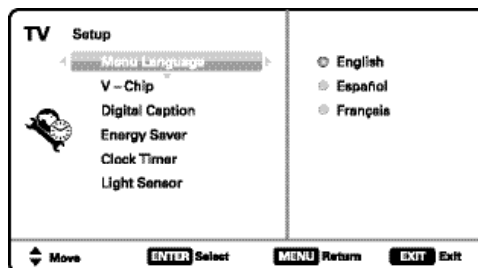 TV Setup
Menu Language
V – Chip
Digital Caption
Energy Saver
Clock Timer
Light Sensor
English
Español
Français
Move ENTER Select MENU Return EXIT Exit